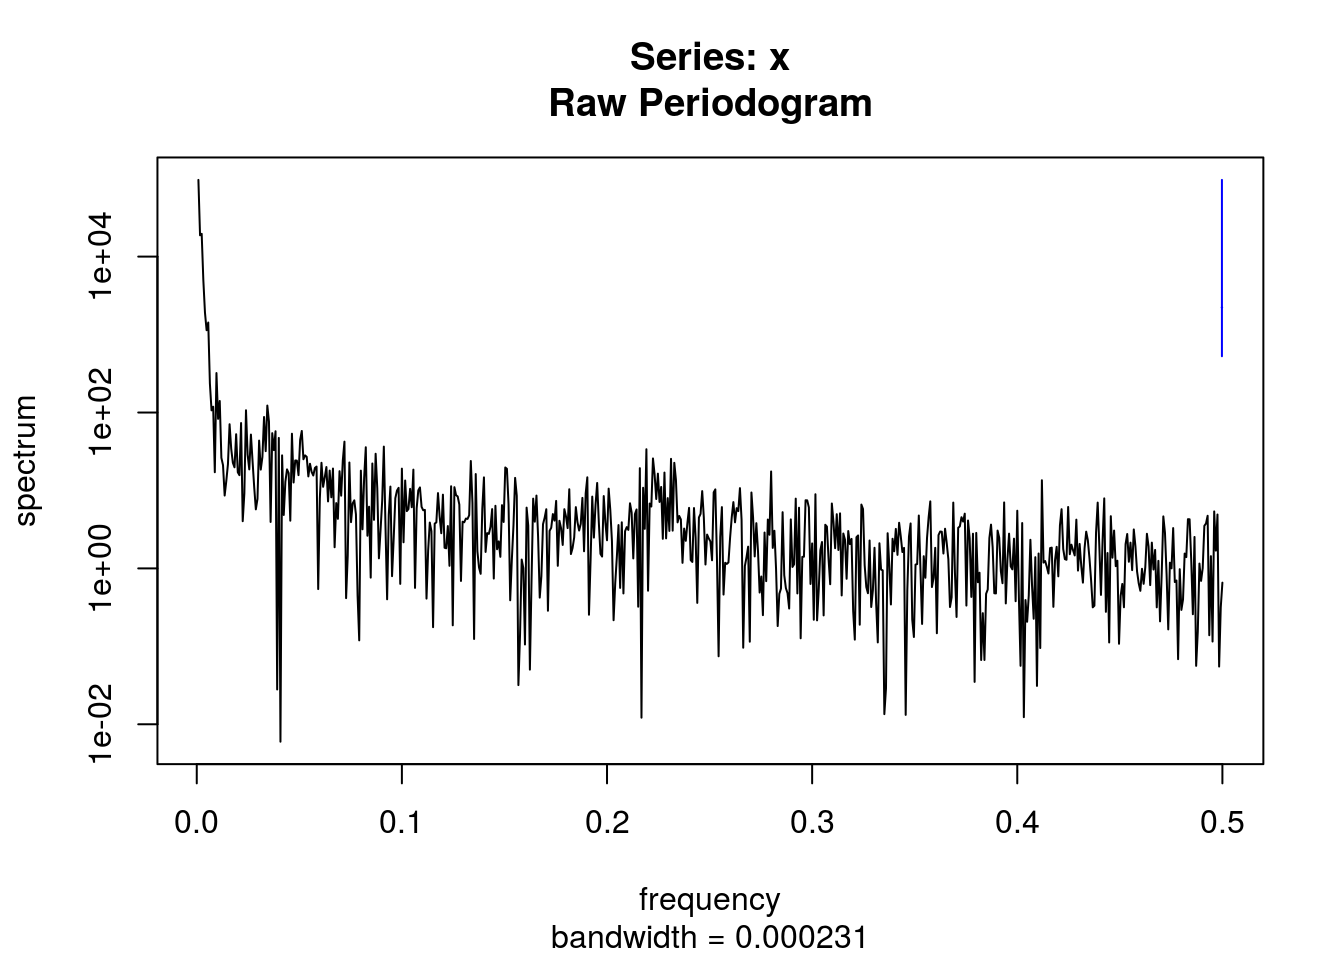 Series: x
Raw Periodogram
spectrum
1e+04
1e+02
1e+00
1e-02
0.0 0.1 0.2 0.3 0.4 0.5
frequency
bandwidth = 0.000231